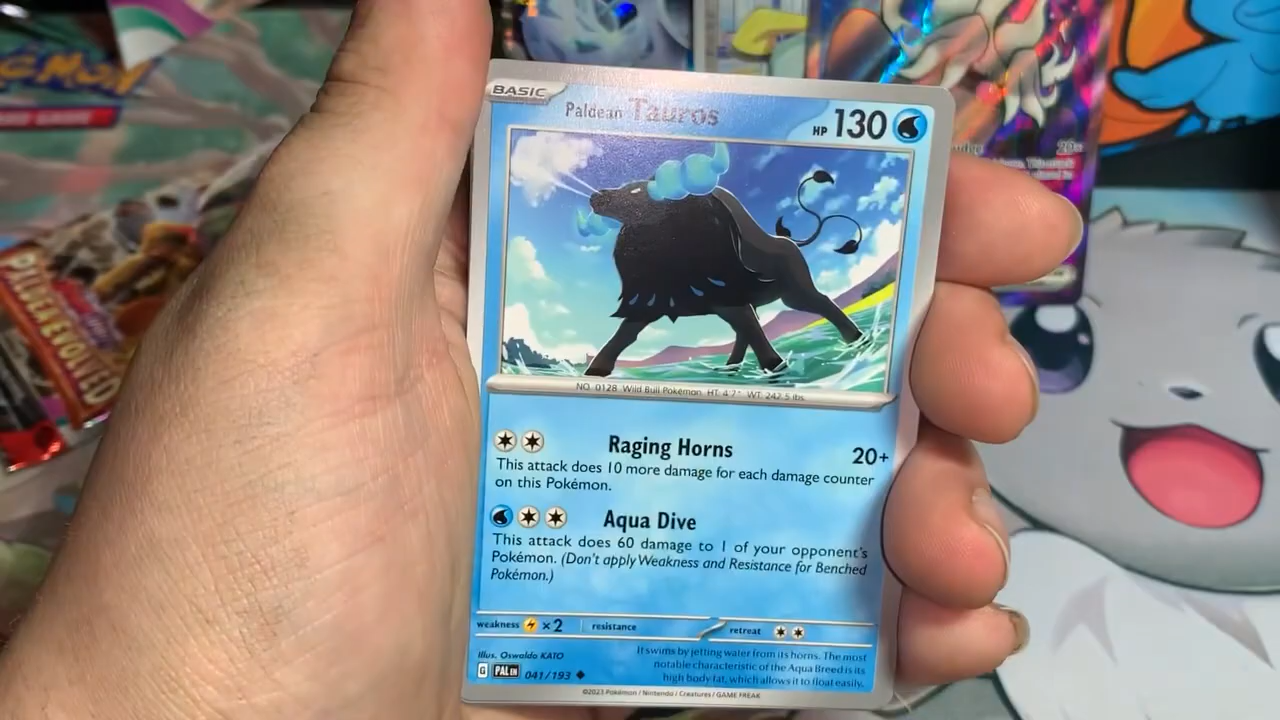 BASIC
Paldean Tauros
HP 130
NO. 0128 Wild Bull Pokémon HT: 4'7" WT: 242.5 lbs.
Raging Horns 20+
This attack does 10 more damage for each damage counter
on this Pokémon.
Aqua Dive
This attack does 60 damage to 1 of your opponent's
Pokémon. (Don't apply Weakness and Resistance for Benched
Pokémon.)
weakness ×2 resistance retreat
Illus. Oswaldo KATO
G PAL EN 041/193
It swims by jetting water from its horns. The most
notable characteristic of the Aqua Breed is its
high body fat, which allows it to float easily.
©2023 Pokémon / Nintendo / Creatures / GAME FREAK
PALDEA EVOLVED
20×